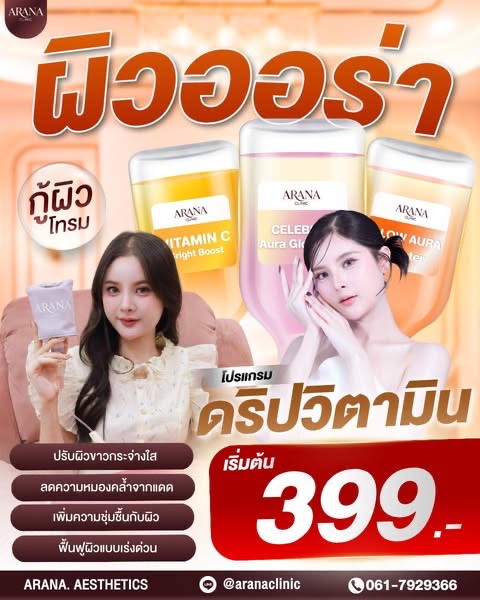 ARANA
CLINIC
ผิวออร่า
กู้ผิว
โทรม
ARANA
CLINIC
VITAMIN C
Bright Boost
ARANA
CLINIC
CELEB
Aura Glo
ARANA
CLINIC
LOW AURA
ARANA
โปรแกรม
ดริปวิตามิน
ปรับผิวขาวกระจ่างใส
ลดความหมองคล้ำจากแดด
เพิ่มความชุ่มชื้นกับผิว
ฟื้นฟูผิวแบบเร่งด่วน
เริ่มต้น
399.-
ARANA. AESTHETICS
@aranaclinic
061-7929366